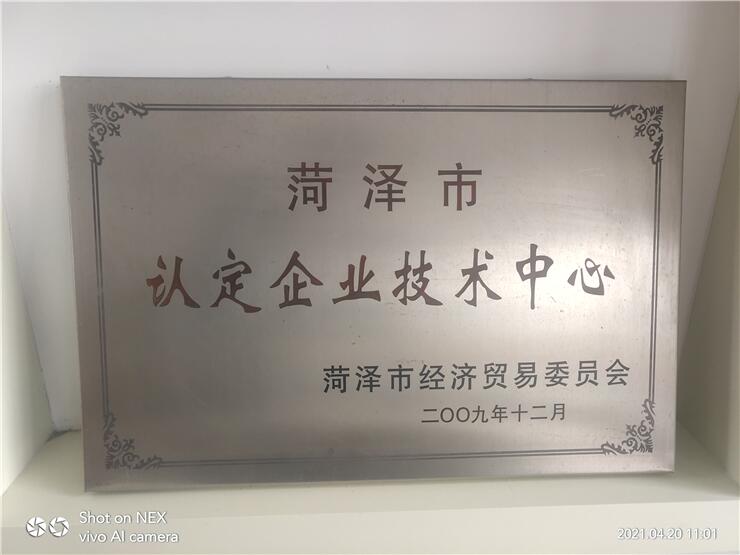 菏泽市
认定企业技术中心
菏泽市经济贸易委员会
二〇〇九年十二月
Shot on NEX
vivo AI camera
2021.04.20 11:01